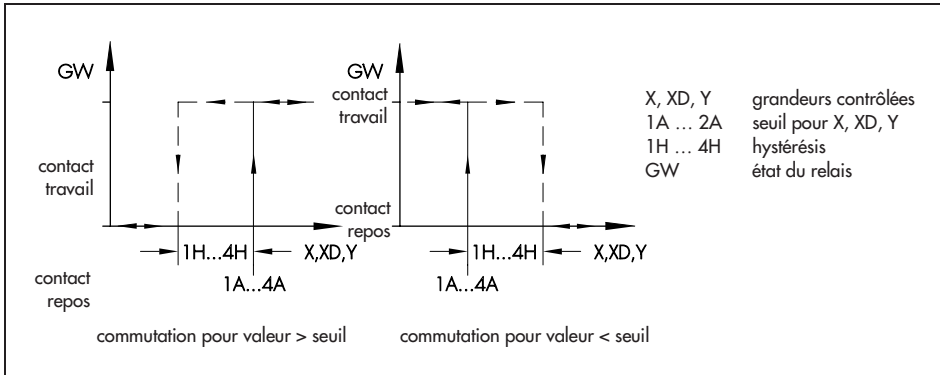 GW
contact
travail
contact
repos
1H...4H
X,XD,Y
1A...4A
commutation pour valeur > seuil
GW
contact
travail
contact
repos
1H...4H
X,XD,Y
1A...4A
commutation pour valeur < seuil
X, XD, Y grandeurs contrôlées
1A ... 2A seuil pour X, XD, Y
1H ... 4H hystérésis
GW état du relais